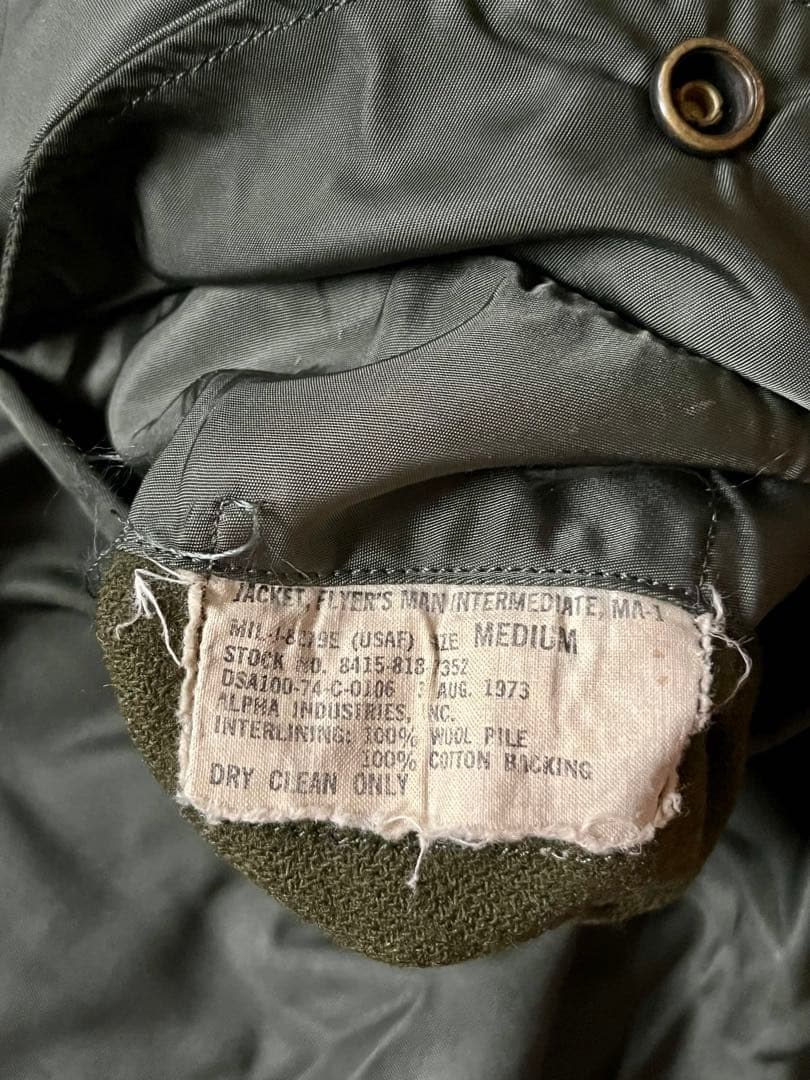 JACKET, FLYER'S MAN INTERMEDIATE, MA-1
MIL-J-8279E (USAF) SIZE MEDIUM
STOCK NO. 8415-818-7352
DSA100-74-C-0106 AUG. 1973
ALPHA INDUSTRIES, INC.
INTERLINING: 100% WOOL PILE
100% COTTON BACKING
DRY CLEAN ONLY